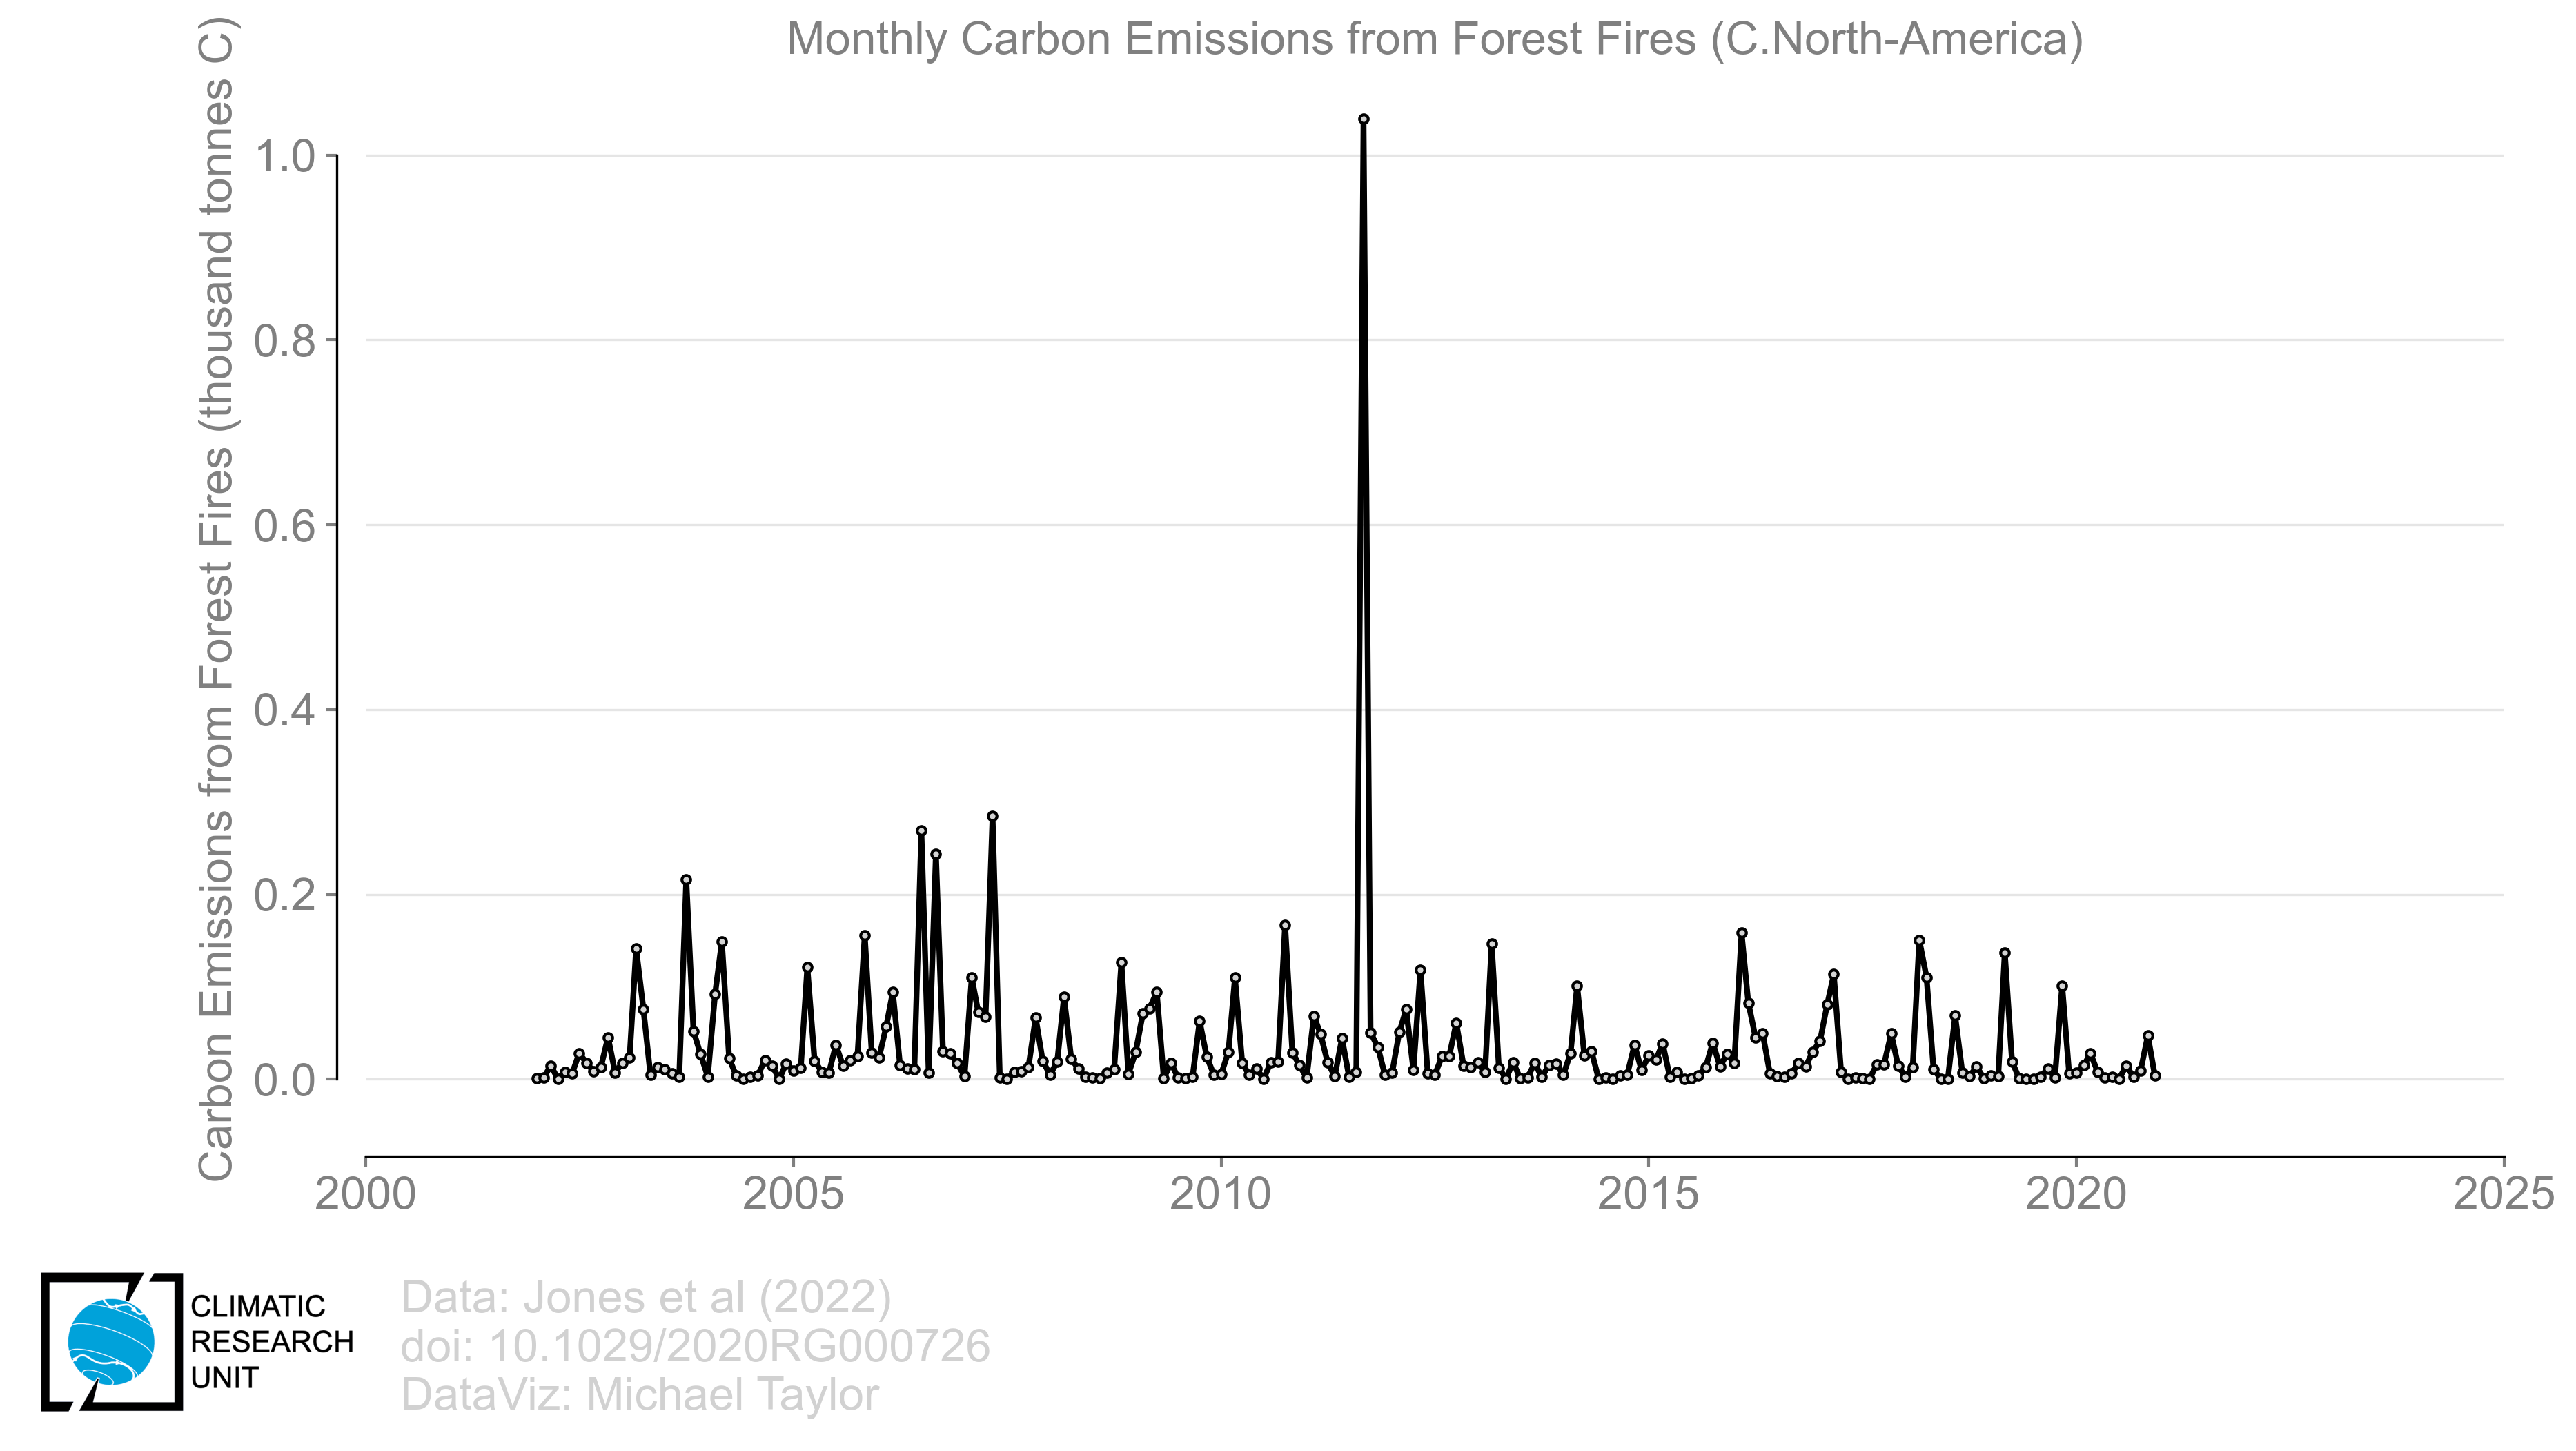 Monthly Carbon Emissions from Forest Fires (C.North-America)
Carbon Emissions from Forest Fires (thousand tonnes C)
1.0
0.8
0.6
0.4
0.2
0.0
2000 2005 2010 2015 2020 2025
CLIMATIC
RESEARCH
UNIT
Data: Jones et al (2022)
doi: 10.1029/2020RG000726
DataViz: Michael Taylor